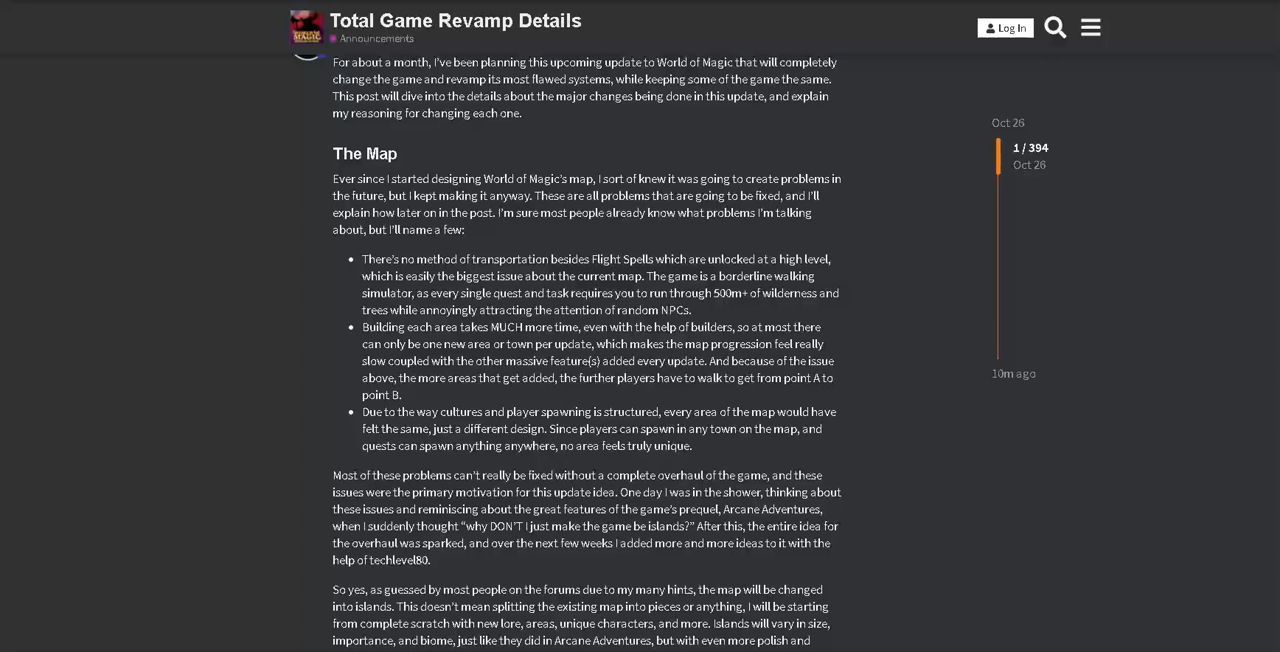 Total Game Revamp Details
Announcements
Log In
For about a month, I've been planning this upcoming update to World of Magic that will completely
change the game and revamp its most flawed systems, while keeping some of the game the same.
This post will dive into the details about the major changes being done in this update, and explain
my reasoning for changing each one.
The Map
Ever since I started designing World of Magic's map, I sort of knew it was going to create problems in
the future, but I kept making it anyway. These are all problems that are going to be fixed, and I'll
explain how later on in the post. I'm sure most people already know what problems I'm talking
about, but I'll name a few:
• There's no method of transportation besides Flight Spells which are unlocked at a high level,
which is easily the biggest issue about the current map. The game is a borderline walking
simulator, as every single quest and task requires you to run through 500m+ of wilderness and
trees while annoyingly attracting the attention of random NPCs.
• Building each area takes MUCH more time, even with the help of builders, so at most there
can only be one new area or town per update, which makes the map progression feel really
slow coupled with the other massive feature(s) added every update. And because of the issue
above, the more areas that get added, the further players have to walk to get from point A to
point B.
• Due to the way cultures and player spawning is structured, every area of the map would have
felt the same, just a different design. Since players can spawn in any town on the map, and
quests can spawn anything anywhere, no area feels truly unique.
Most of these problems can't really be fixed without a complete overhaul of the game, and these
issues were the primary motivation for this update idea. One day I was in the shower, thinking about
these issues and reminiscing about the great features of the game's prequel, Arcane Adventures,
when I suddenly thought "why DON'T I just make the game be islands?" After this, the entire idea for
the overhaul was sparked, and over the next few weeks I added more and more ideas to it with the
help of techlevel80.
So yes, as guessed by most people on the forums due to my many hints, the map will be changed
into islands. This doesn't mean splitting the existing map into pieces or anything, I will be starting
from complete scratch with new lore, areas, unique characters, and more. Islands will vary in size,
importance, and biome, just like they did in Arcane Adventures, but with even more polish and
Oct 26
1 / 394
Oct 26
10m ago